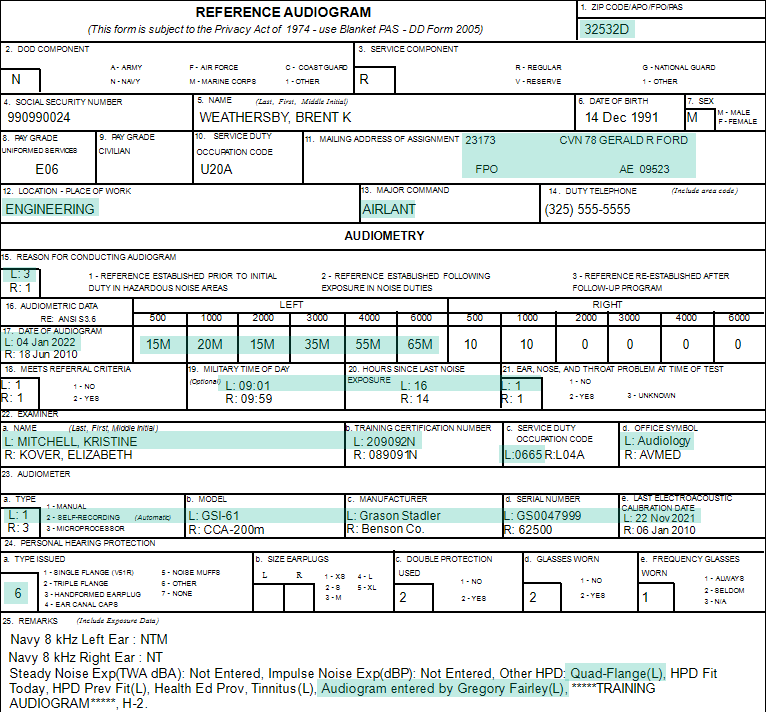 REFERENCE AUDIOGRAM
(This form is subject to the Privacy Act of 1974 - use Blanket PAS - DD Form 2005)
1. ZIP CODE/APO/FPO/PAS
32532D
2. DOD COMPONENT
N
A - ARMY F - AIR FORCE C - COAST GUARD
N - NAVY M - MARINE CORPS 1 - OTHER
3. SERVICE COMPONENT
R
R - REGULAR G - NATIONAL GUARD
V - RESERVE 1 - OTHER
4. SOCIAL SECURITY NUMBER
990990024
5. NAME (Last, First, Middle Initial)
WEATHERSBY, BRENT K
6. DATE OF BIRTH
14 Dec 1991
7. SEX
M
M - MALE
F - FEMALE
8. PAY GRADE
UNIFORMED SERVICES
E06
9. PAY GRADE
CIVILIAN
10. SERVICE DUTY
OCCUPATION CODE
U20A
11. MAILING ADDRESS OF ASSIGNMENT 23173 CVN 78 GERALD R FORD
FPO AE 09523
12. LOCATION - PLACE OF WORK
ENGINEERING
13. MAJOR COMMAND
AIRLANT
14. DUTY TELEPHONE (Include area code)
(325) 555-5555
AUDIOMETRY
15. REASON FOR CONDUCTING AUDIOGRAM
L: 3
R: 1
1 - REFERENCE ESTABLISHED PRIOR TO INITIAL
DUTY IN HAZARDOUS NOISE AREAS
2 - REFERENCE ESTABLISHED FOLLOWING
EXPOSURE IN NOISE DUTIES
3 - REFERENCE RE-ESTABLISHED AFTER
FOLLOW-UP PROGRAM
16. AUDIOMETRIC DATA
RE: ANSI S3.6
LEFT RIGHT
500 1000 2000 3000 4000 6000 500 1000 2000 3000 4000 6000
17. DATE OF AUDIOGRAM
L: 04 Jan 2022
R: 18 Jun 2010
15M 20M 15M 35M 55M 65M 10 10 0 0 0 0
18. MEETS REFERRAL CRITERIA
L: 1
R: 1
1 - NO
2 - YES
19. MILITARY TIME OF DAY
(Optional) L: 09:01
R: 09:59
20. HOURS SINCE LAST NOISE
EXPOSURE L: 16
R: 14
21. EAR, NOSE, AND THROAT PROBLEM AT TIME OF TEST
L: 1
R: 1
1 - NO
2 - YES 3 - UNKNOWN
22. EXAMINER
a. NAME (Last, First, Middle Initial)
L: MITCHELL, KRISTINE
R: KOVER, ELIZABETH
b. TRAINING CERTIFICATION NUMBER
L: 209092N
R: 089091N
c. SERVICE DUTY
OCCUPATION CODE
L:0665 R:L04A
d. OFFICE SYMBOL
L: Audiology
R: AVMED
23. AUDIOMETER
a. TYPE
L: 1
R: 3
1 - MANUAL
2 - SELF-RECORDING (Automatic)
3 - MICROPROCESSOR
b. MODEL
L: GSI-61
R: CCA-200m
c. MANUFACTURER
L: Grason Stadler
R: Benson Co.
d. SERIAL NUMBER
L: GS0047999
R: 62500
e. LAST ELECTROACOUSTIC
CALIBRATION DATE
L: 22 Nov 2021
R: 06 Jan 2010
24. PERSONAL HEARING PROTECTION
a. TYPE ISSUED
6
1 - SINGLE FLANGE (V51R) 5 - NOISE MUFFS
2 - TRIPLE FLANGE 6 - OTHER
3 - HANDFORMED EARPLUG 7 - NONE
4 - EAR CANAL CAPS
b. SIZE EARPLUGS
L R
1 - XS 4 - L
2 - S 5 - XL
3 - M
c. DOUBLE PROTECTION
USED
2
1 - NO
2 - YES
d. GLASSES WORN
2
1 - NO
2 - YES
e. FREQUENCY GLASSES
WORN
1
1 - ALWAYS
2 - SELDOM
3 - N/A
25. REMARKS (Include Exposure Data)
Navy 8 kHz Left Ear : NTM
Navy 8 kHz Right Ear : NT
Steady Noise Exp(TWA dBA): Not Entered, Impulse Noise Exp(dBP): Not Entered, Other HPD: Quad-Flange(L), HPD Fit
Today, HPD Prev Fit(L), Health Ed Prov, Tinnitus(L), Audiogram entered by Gregory Fairley(L), *****TRAINING
AUDIOGRAM*****, H-2.